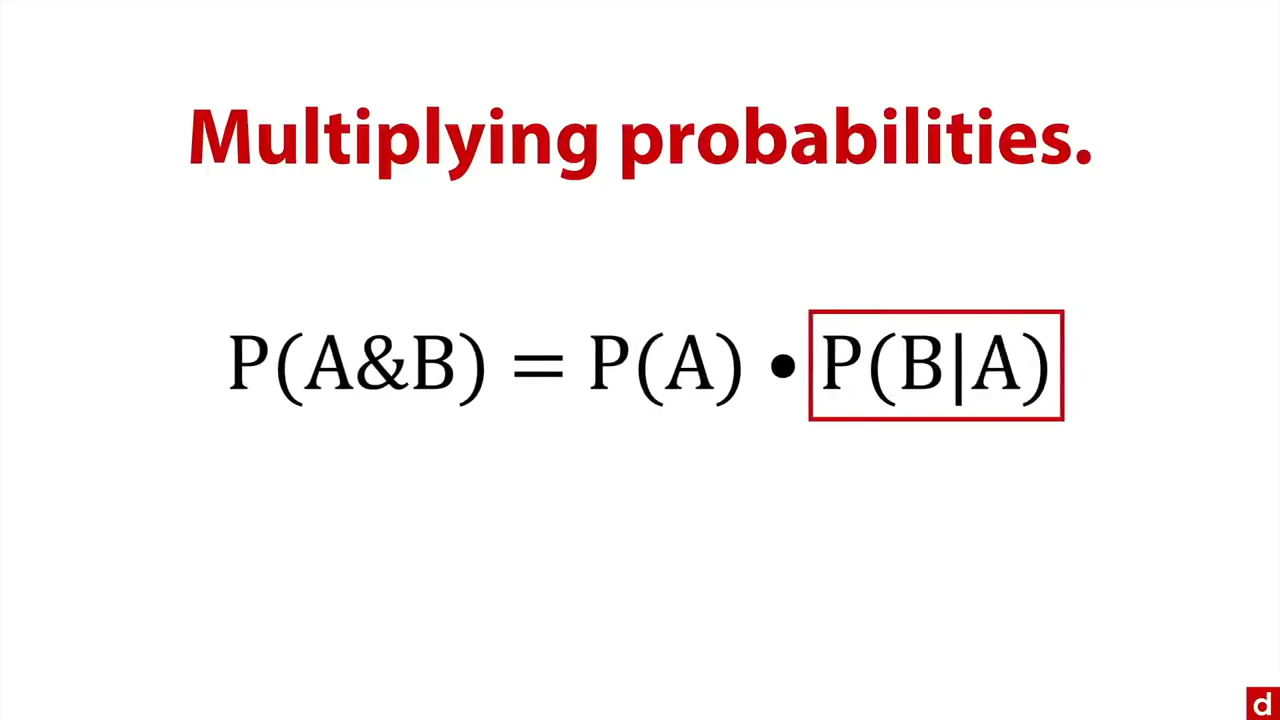 Multiplying probabilities.
P(A&B) = P(A) • P(B|A)
d